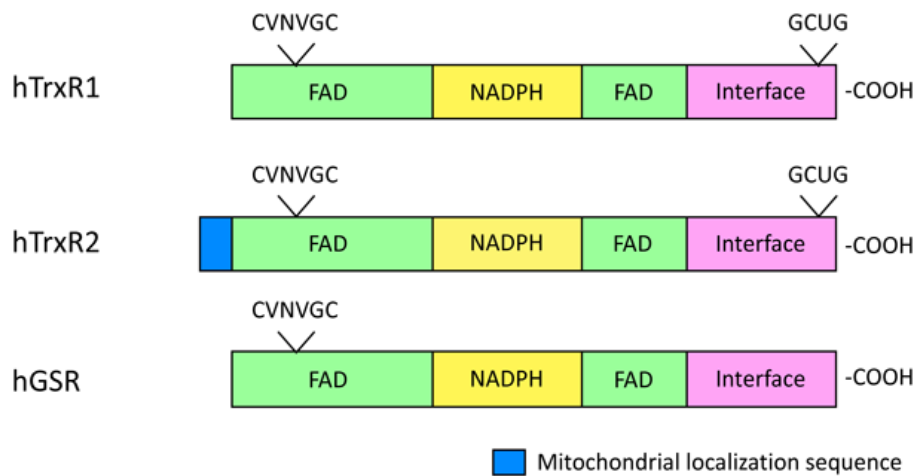 CVNVGC GCUG
hTrxR1 FAD NADPH FAD Interface -COOH
CVNVGC GCUG
hTrxR2 FAD NADPH FAD Interface -COOH
CVNVGC
hGSR FAD NADPH FAD Interface -COOH
Mitochondrial localization sequence